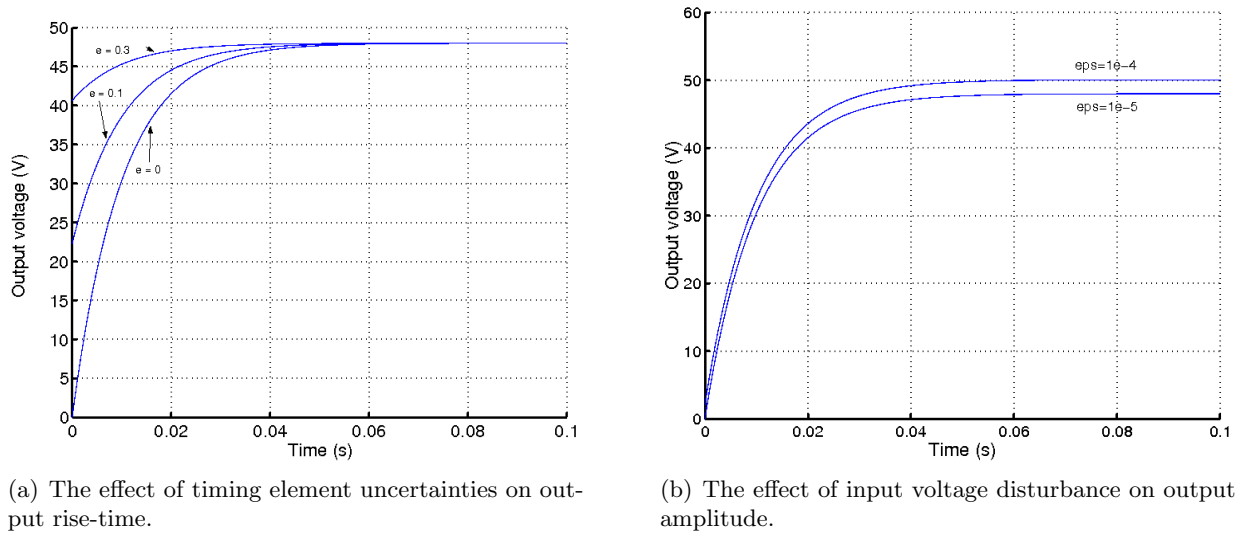 50
45
40
35
30
25
20
15
10
5
0
Output voltage (V)
e = 0.3
e = 0.1
e = 0
0
0.02
0.04
0.06
0.08
0.1
Time (s)
(a) The effect of timing element uncertainties on out-
put rise-time.
60
50
40
30
20
10
0
Output voltage (V)
eps=1e-4
eps=1e-5
0
0.02
0.04
0.06
0.08
0.1
Time (s)
(b) The effect of input voltage disturbance on output
amplitude.